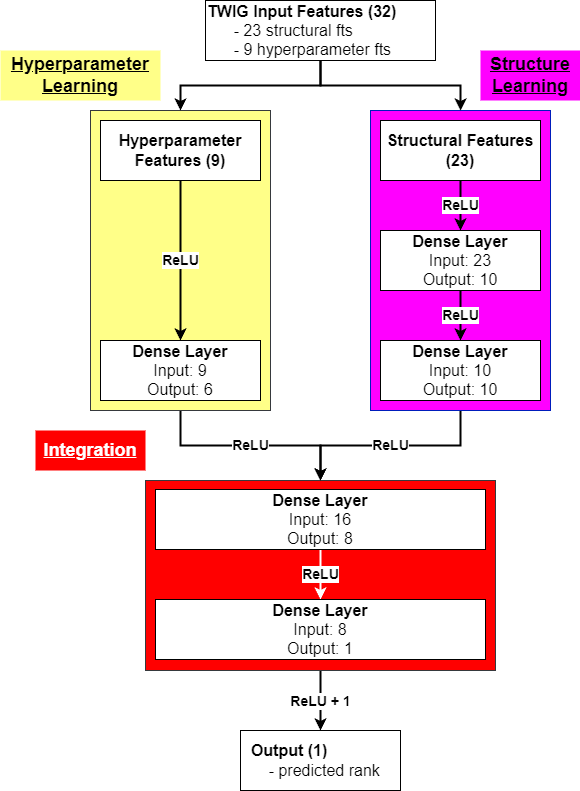 TWIG Input Features (32)
- 23 structural fts
- 9 hyperparameter fts
Hyperparameter
Learning
Structure
Learning
Hyperparameter
Features (9)
ReLU
Dense Layer
Input: 9
Output: 6
Structural Features
(23)
ReLU
Dense Layer
Input: 23
Output: 10
ReLU
Dense Layer
Input: 10
Output: 10
ReLU
ReLU
Integration
Dense Layer
Input: 16
Output: 8
ReLU
Dense Layer
Input: 8
Output: 1
ReLU + 1
Output (1)
- predicted rank